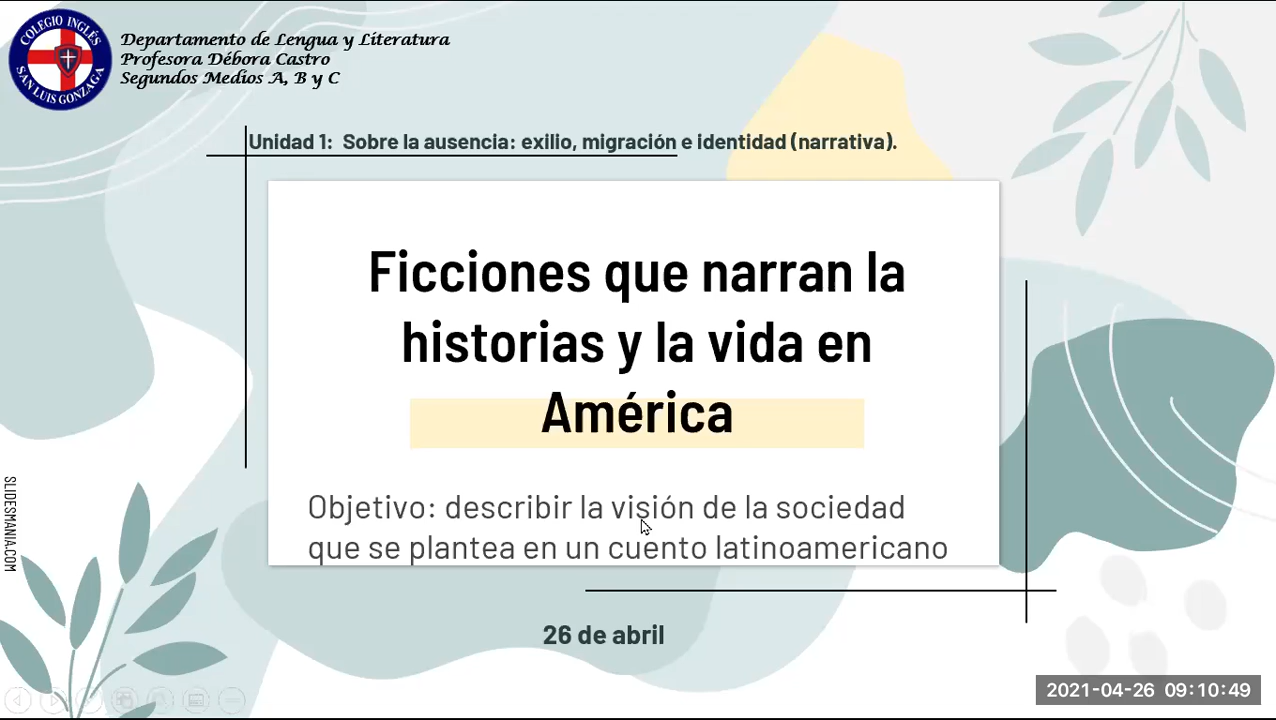 COLEGIO INGLÉS
SAN LUIS GONZAGA
Departamento de Lengua y Literatura
Profesora Débora Castro
Segundos Medios A, B y C
Unidad 1:  Sobre la ausencia: exilio, migración e identidad (narrativa).
Ficciones que narran la
historias y la vida en
América
Objetivo: describir la visión de la sociedad
que se plantea en un cuento latinoamericano
26 de abril
SLIDESMANIA.COM
2021-04-26 09:10:49